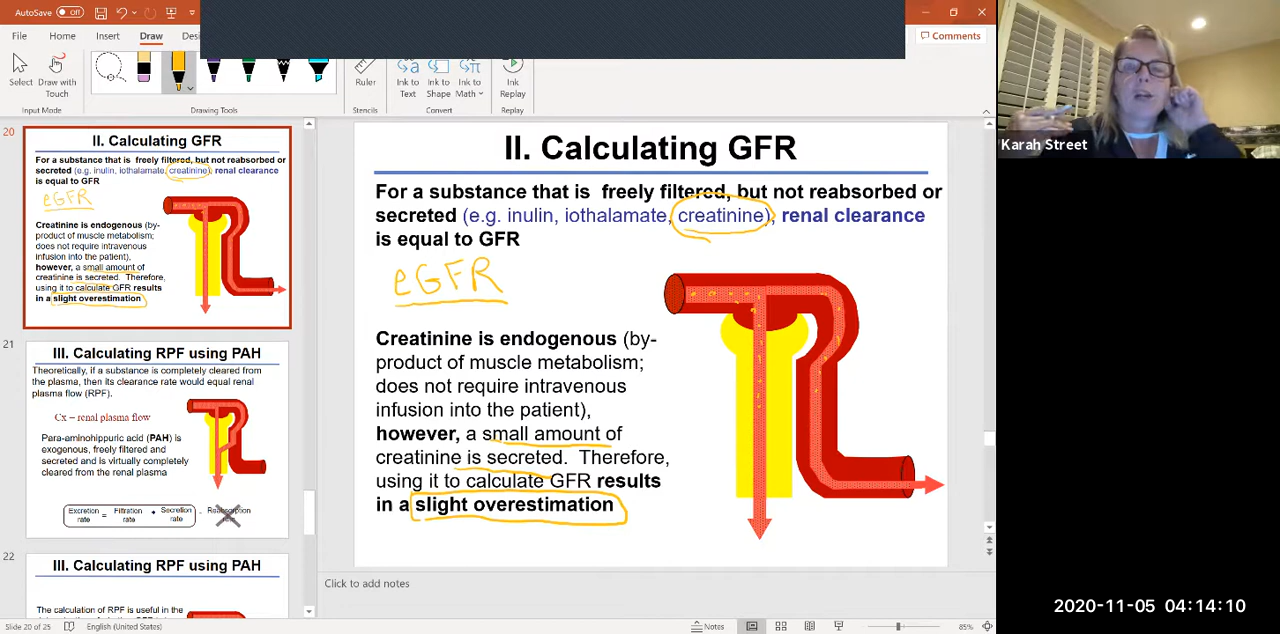 AutoSave Off
File Home Insert Draw Desi
Comments
Select
Draw with Touch
Ruler
Ink to Text
Ink to Shape
Ink to Math
Ink Replay
Input Mode
Drawing Tools
Stencils
Convert
Replay
20
II. Calculating GFR
For a substance that is freely filtered, but not reabsorbed or
secreted (e.g. inulin, iothalamate, creatinine), renal clearance
is equal to GFR
eGFR
Creatinine is endogenous (by-
product of muscle metabolism;
does not require intravenous
infusion into the patient),
however, a small amount of
creatinine is secreted. Therefore,
using it to calculate GFR results
in a slight overestimation
21
III. Calculating RPF using PAH
Theoretically, if a substance is completely cleared from
the plasma, then its clearance rate would equal renal
plasma flow (RPF).
Cx = renal plasma flow
Para-aminohippuric acid (PAH) is
exogenous, freely filtered and
secreted and is virtually completely
cleared from the renal plasma
Excretion rate = Filtration rate + Secretion rate - Reabsorption rate
22
III. Calculating RPF using PAH
The calculation of RPF is useful in the
II. Calculating GFR
For a substance that is freely filtered, but not reabsorbed or
secreted (e.g. inulin, iothalamate, creatinine), renal clearance
is equal to GFR
eGFR
Creatinine is endogenous (by-
product of muscle metabolism;
does not require intravenous
infusion into the patient),
however, a small amount of
creatinine is secreted. Therefore,
using it to calculate GFR results
in a slight overestimation
Click to add notes
Slide 20 of 25 English (United States)
Notes
85%
Karah Street
2020-11-05 04:14:10